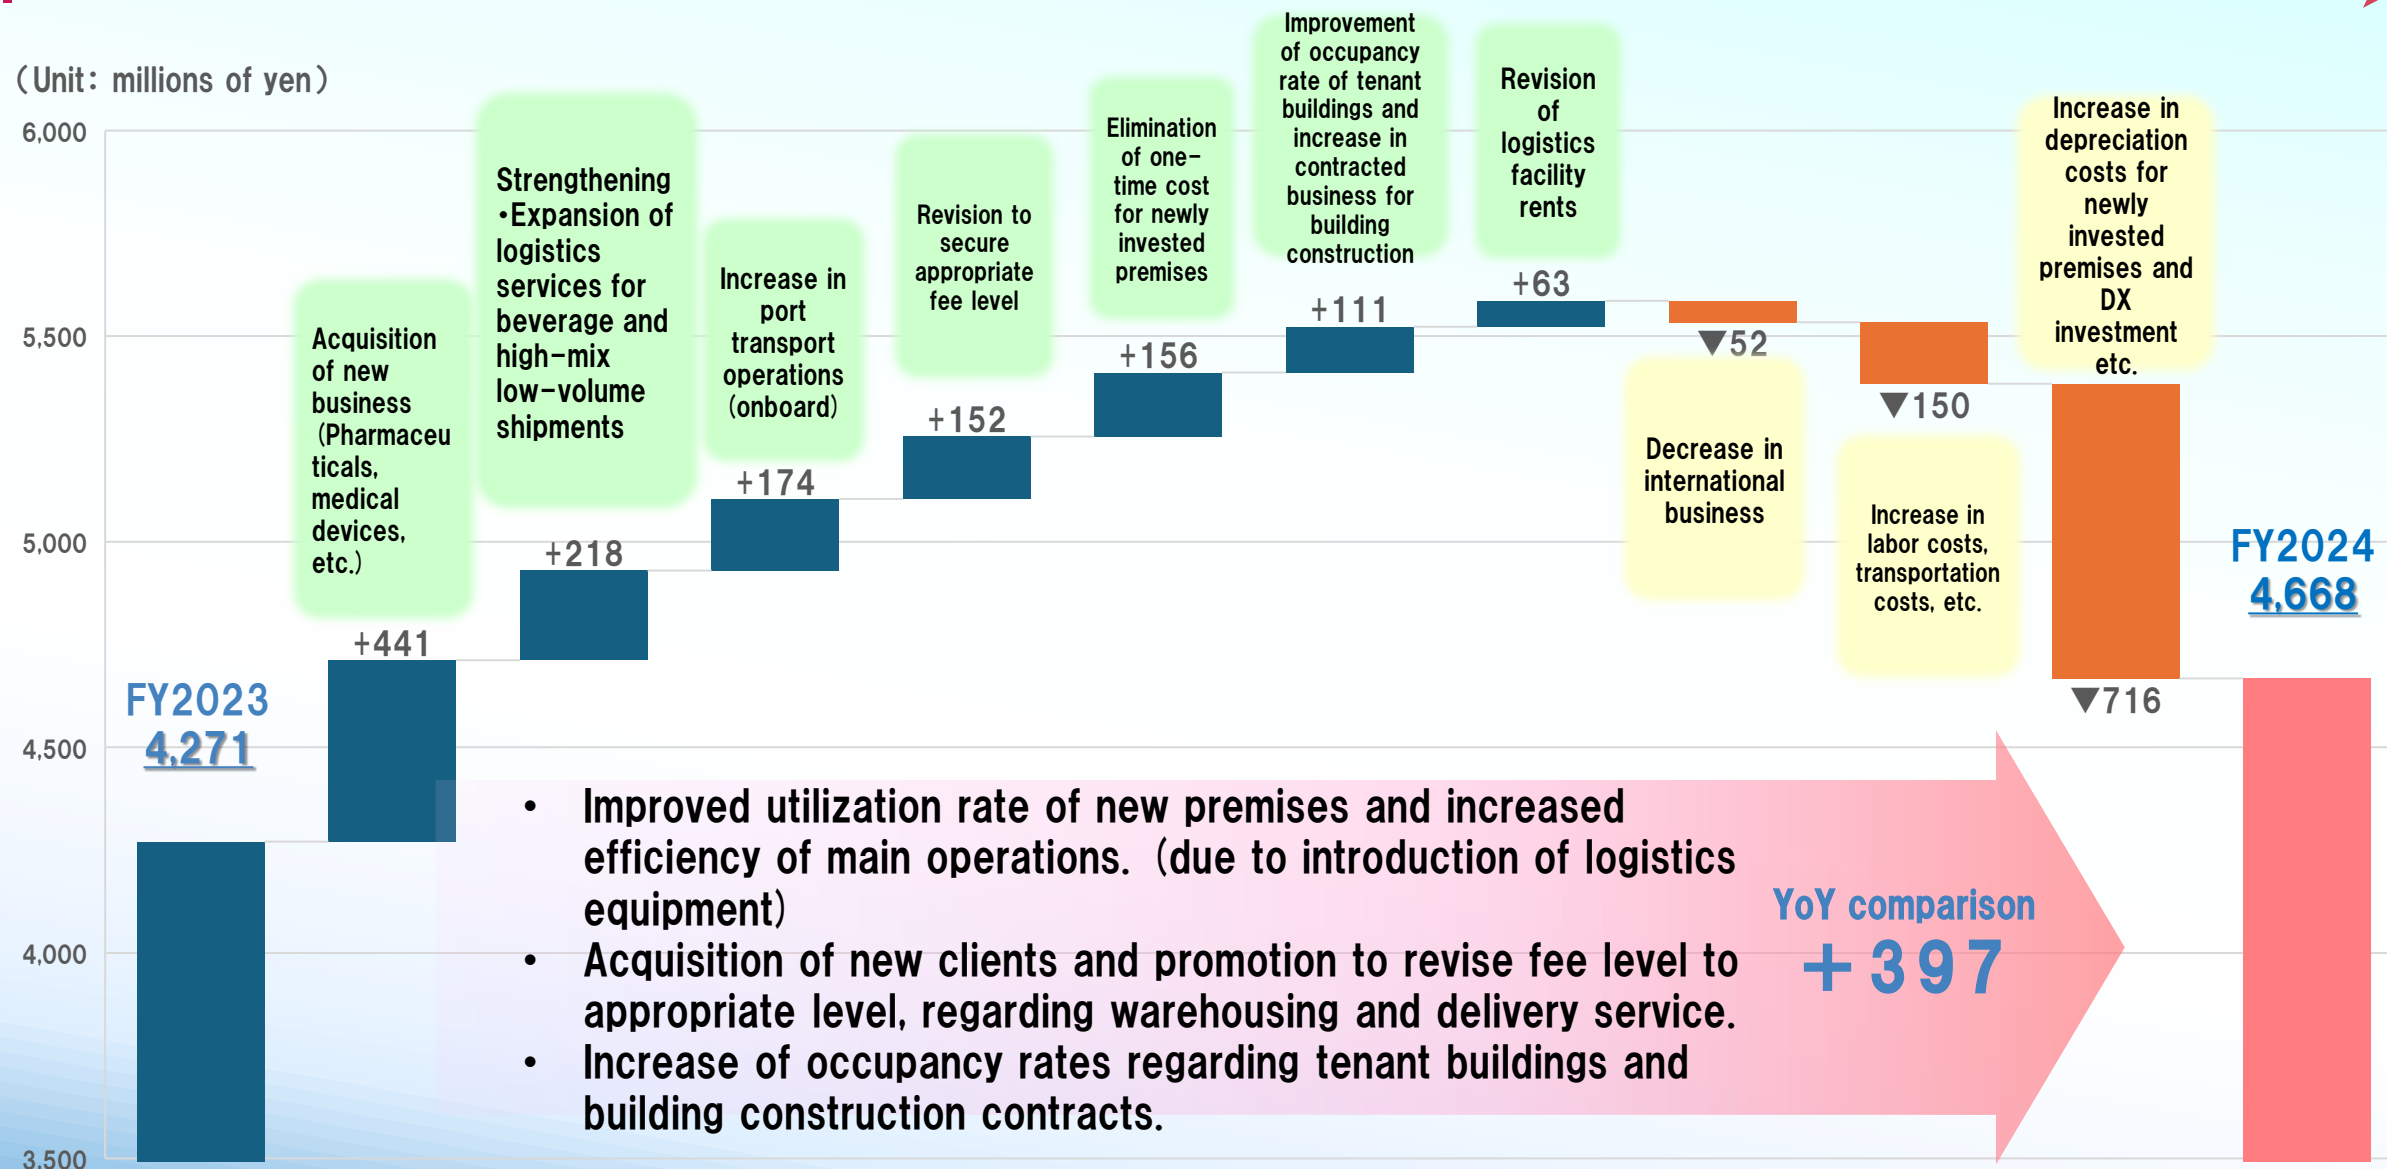 （Unit: millions of yen）
6,000
5,500
5,000
4,500
4,000
3,500
FY2023
4,271
Acquisition
of new
business
（Pharmaceu
ticals,
medical
devices,
etc.）
+441
Strengthening
・Expansion of
logistics
services for
beverage and
high-mix
low-volume
shipments
+218
Increase in
port
transport
operations
（onboard）
+174
Revision to
secure
appropriate
fee level
+152
Elimination
of one-
time cost
for newly
invested
premises
+156
Improvement
of occupancy
rate of tenant
buildings and
increase in
contracted
business for
building
construction
+111
Revision
of
logistics
facility
rents
+63
▼52
Decrease in
international
business
▼150
Increase in
labor costs,
transportation
costs, etc.
Increase in
depreciation
costs for
newly
invested
premises and
DX
investment
etc.
▼716
FY2024
4,668
• Improved utilization rate of new premises and increased
efficiency of main operations.（due to introduction of logistics
equipment）
• Acquisition of new clients and promotion to revise fee level to
appropriate level, regarding warehousing and delivery service.
• Increase of occupancy rates regarding tenant buildings and
building construction contracts.
YoY comparison
+397